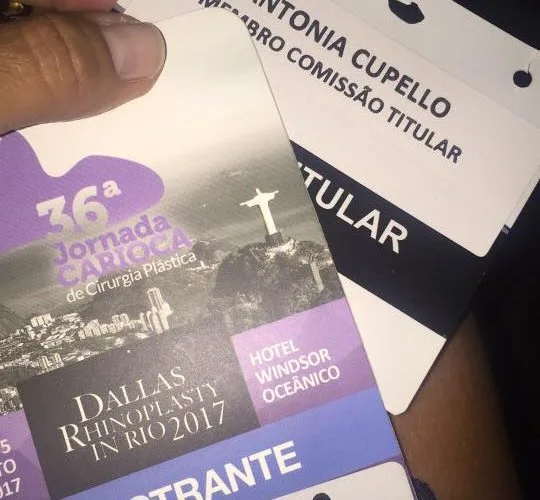 ANTONIA CUPELLO
MEMBRO COMISSÃO TITULAR
TITULAR
36ª
Jornada
CARIOCA
de Cirurgia Plástica
DALLAS
RHINOPLASTY
IN RIO 2017
HOTEL
WINDSOR
OCEÂNICO